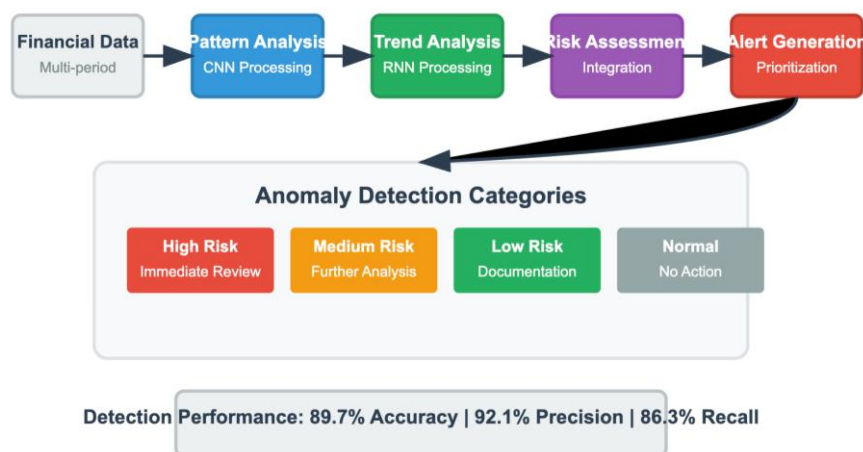 Financial Data
Multi-period
Pattern Analysis
CNN Processing
Trend Analysis
RNN Processing
Risk Assessmen
Integration
Alert Generation
Prioritization
Anomaly Detection Categories
High Risk
Immediate Review
Medium Risk
Further Analysis
Low Risk
Documentation
Normal
No Action
Detection Performance: 89.7% Accuracy | 92.1% Precision | 86.3% Recall